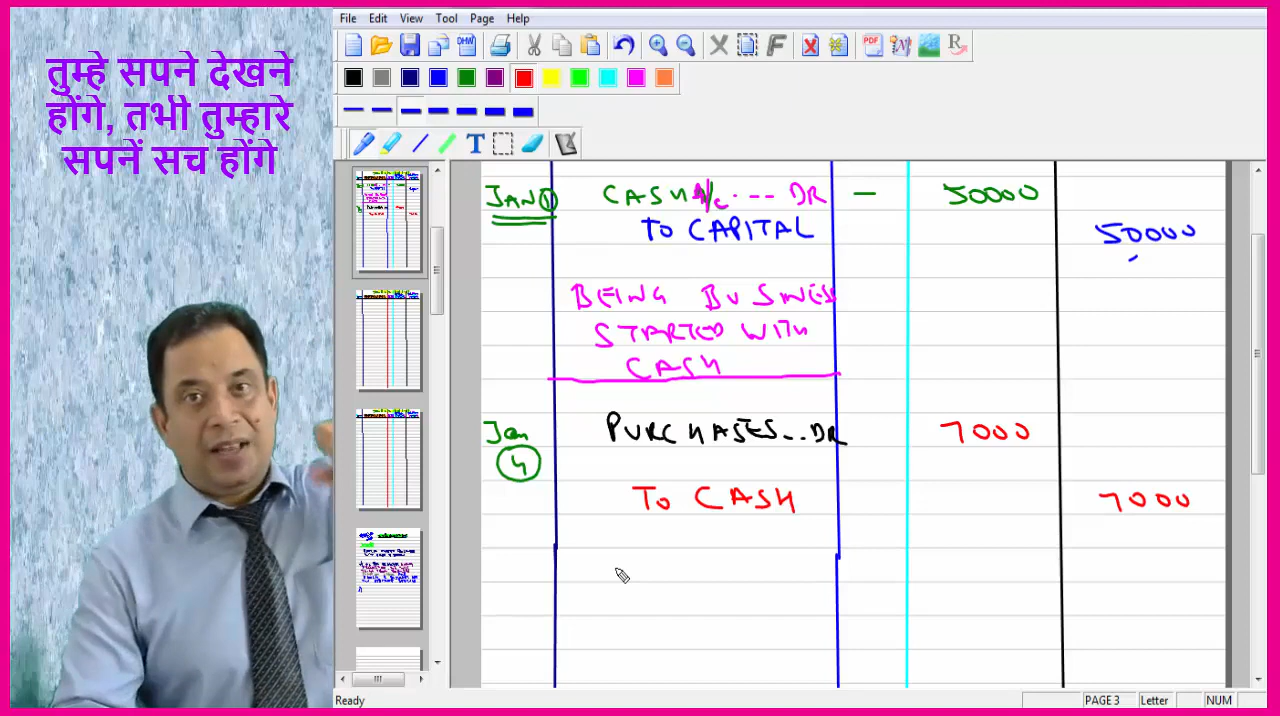 तुम्हे सपने देखने
होंगे, तभी तुम्हारे
सपनें सच होंगे
File Edit View Tool Page Help
JAN 1 CASH A/c --- DR — 50000
TO CAPITAL 50000
BEING BUSINESS
STARTED WITH
CASH
Jan 4 PURCHASES.. DR 7000
To CASH 7000
Ready PAGE 3 Letter NUM